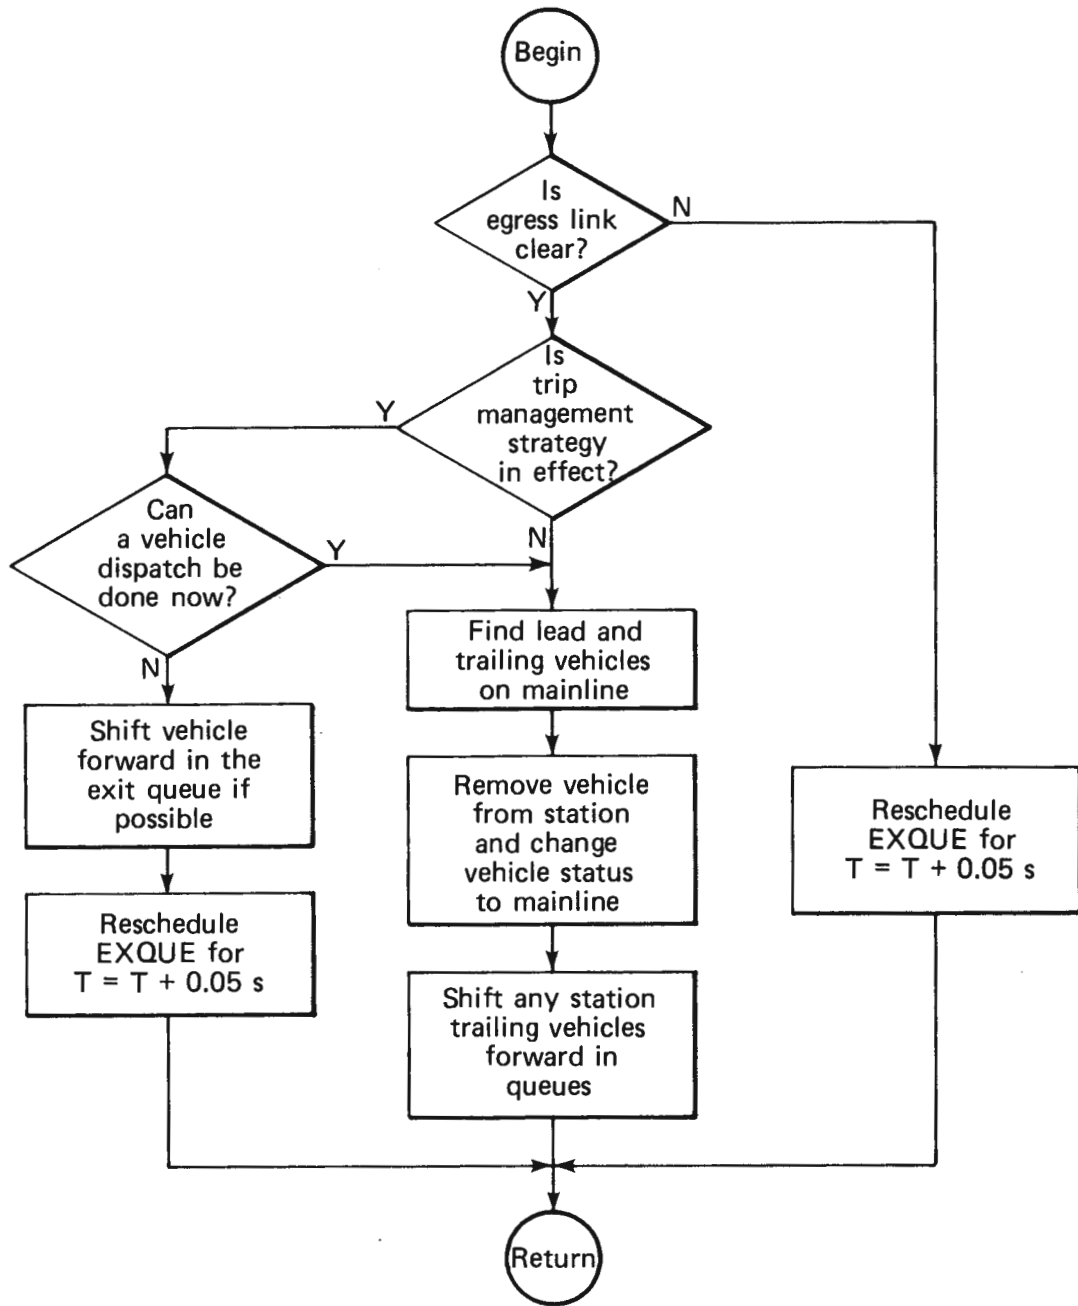 Begin
Is
egress link
clear?
N
Y
Is
trip
management
strategy
in effect?
Y
N
Can
a vehicle
dispatch be
done now?
Y
N
Find lead and
trailing vehicles
on mainline
Shift vehicle
forward in the
exit queue if
possible
Remove vehicle
from station
and change
vehicle status
to mainline
Reschedule
EXQUE for
T = T + 0.05 s
Reschedule
EXQUE for
T = T + 0.05 s
Shift any station
trailing vehicles
forward in
queues
Return